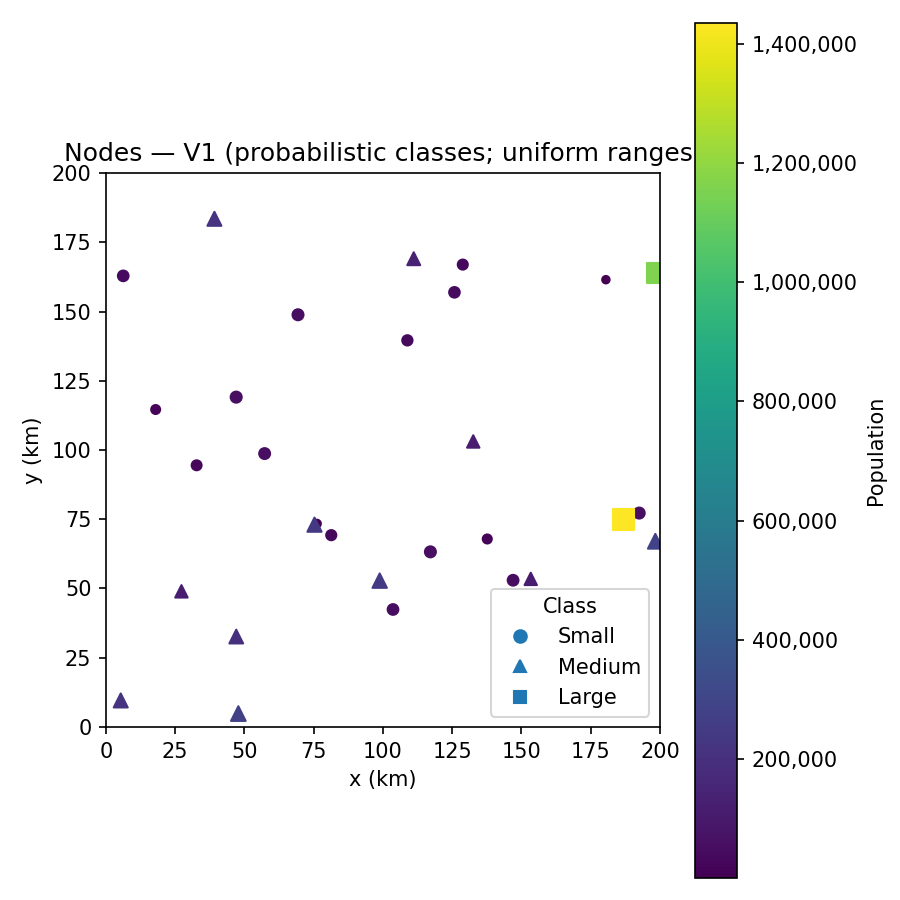 Nodes — V1 (probabilistic classes; uniform ranges
200
175
150
125
100
75
50
25
0
y (km)
0 25 50 75 100 125 150 175 200
x (km)
Class
Small
Medium
Large
1,400,000
1,200,000
1,000,000
800,000
600,000
400,000
200,000
Population